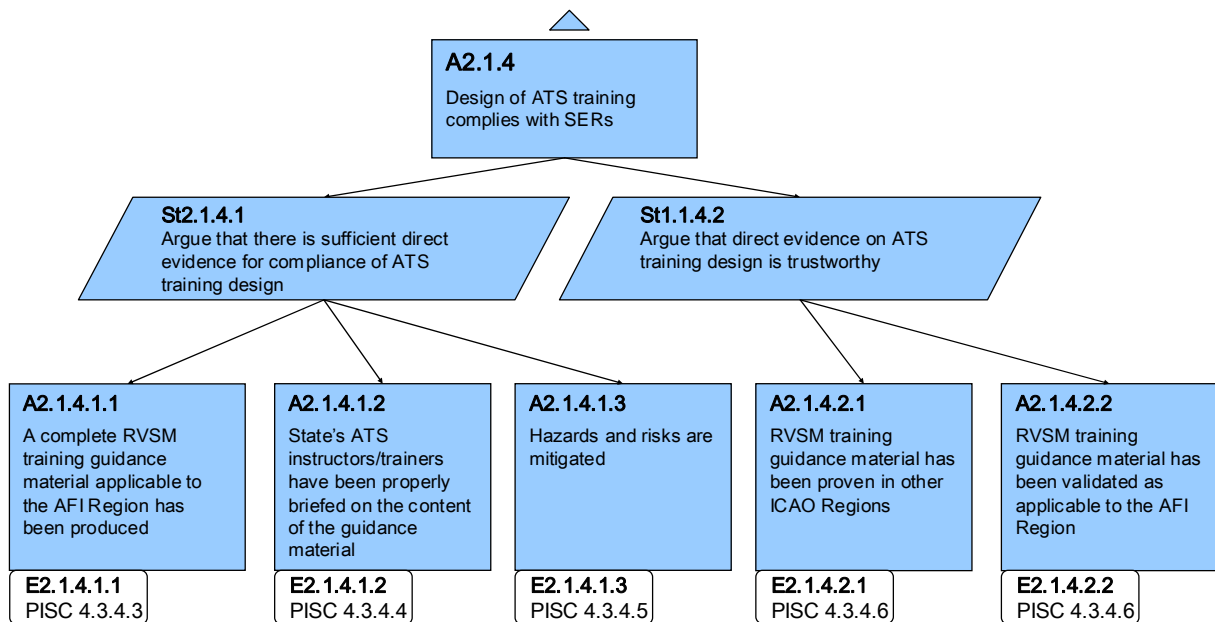 A2.1.4
Design of ATS training
complies with SERs
St2.1.4.1
Argue that there is sufficient direct
evidence for compliance of ATS
training design
St1.1.4.2
Argue that direct evidence on ATS
training design is trustworthy
A2.1.4.1.1
A complete RVSM
training guidance
material applicable to
the AFI Region has
been produced
E2.1.4.1.1
PISC 4.3.4.3
A2.1.4.1.2
State's ATS
instructors/trainers
have been properly
briefed on the content
of the guidance
material
E2.1.4.1.2
PISC 4.3.4.4
A2.1.4.1.3
Hazards and risks are
mitigated
E2.1.4.1.3
PISC 4.3.4.5
A2.1.4.2.1
RVSM training
guidance material has
been proven in other
ICAO Regions
E2.1.4.2.1
PISC 4.3.4.6
A2.1.4.2.2
RVSM training
guidance material has
been validated as
applicable to the AFI
Region
E2.1.4.2.2
PISC 4.3.4.6